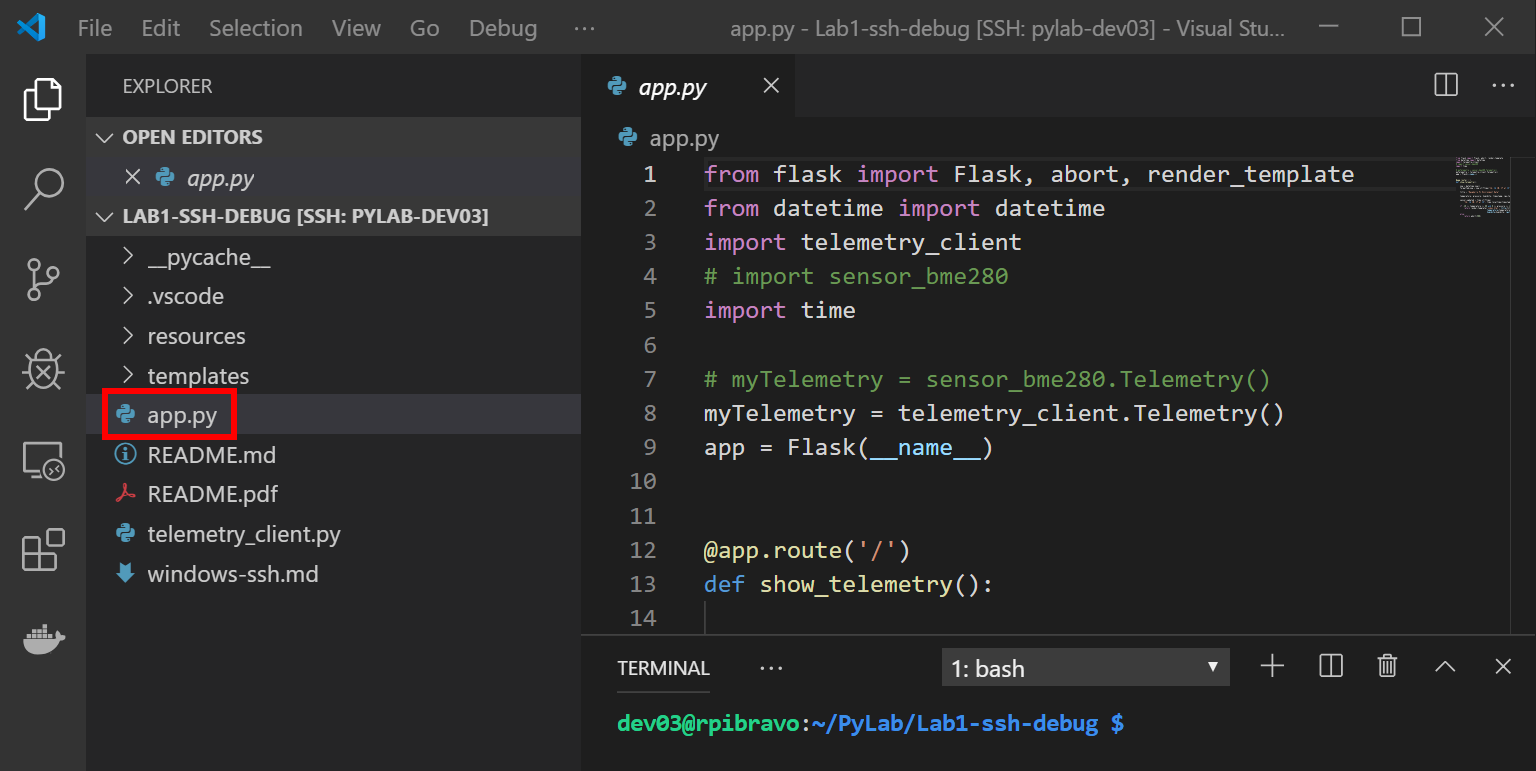 File Edit Selection View Go Debug ··· app.py - Lab1-ssh-debug [SSH: pylab-dev03] - Visual Stu...
EXPLORER
OPEN EDITORS
app.py
LAB1-SSH-DEBUG [SSH: PYLAB-DEV03]
__pycache__
.vscode
resources
templates
app.py
README.md
README.pdf
telemetry_client.py
windows-ssh.md
app.py
app.py
1 from flask import Flask, abort, render_template
2 from datetime import datetime
3 import telemetry_client
4 # import sensor_bme280
5 import time
6
7 # myTelemetry = sensor_bme280.Telemetry()
8 myTelemetry = telemetry_client.Telemetry()
9 app = Flask(__name__)
10
11
12 @app.route('/')
13 def show_telemetry():
14
TERMINAL ··· 1: bash
dev03@rpibravo:~/PyLab/Lab1-ssh-debug $